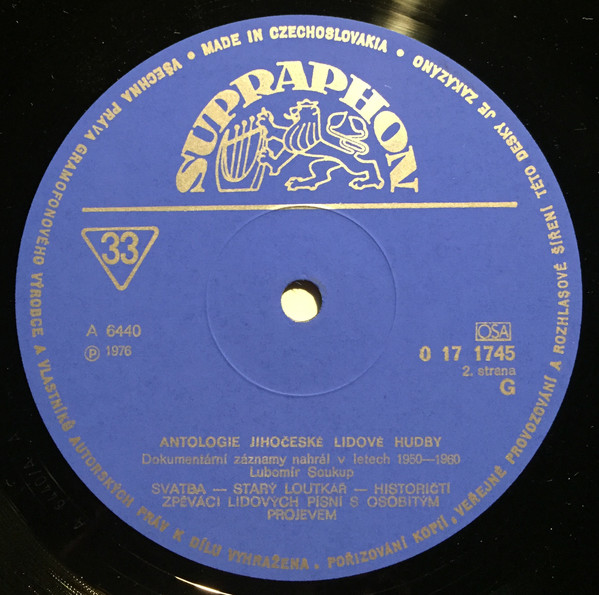 • MADE IN CZECHOSLOVAKIA •
VŠECHNA PRÁVA GRAMOFONOVÉHO VÝROBCE A VLASTNÍKŮ AUTORSKÝCH PRÁV K DÍLU VYHRAŽENA. POŘIZOVÁNÍ KOPIÍ, VEŘEJNÉ PROVOZOVÁNÍ A ROZHLASOVÉ ŠÍŘENÍ TÉTO DESKY JE ZAKÁZÁNO
SUPRAPHON
33
A 6440
Ⓟ 1976
OSA
0 17 1745
2. strana
G
ANTOLOGIE JIHOČESKÉ LIDOVÉ HUDBY
Dokumentární záznamy nahrál v letech 1950—1960
Lubomír Soukup
SVATBA — STARÝ LOUTKÁŘ — HISTORIČTÍ
ZPĚVÁCI LIDOVÝCH PÍSNÍ S OSOBITÝM
PROJEVEM